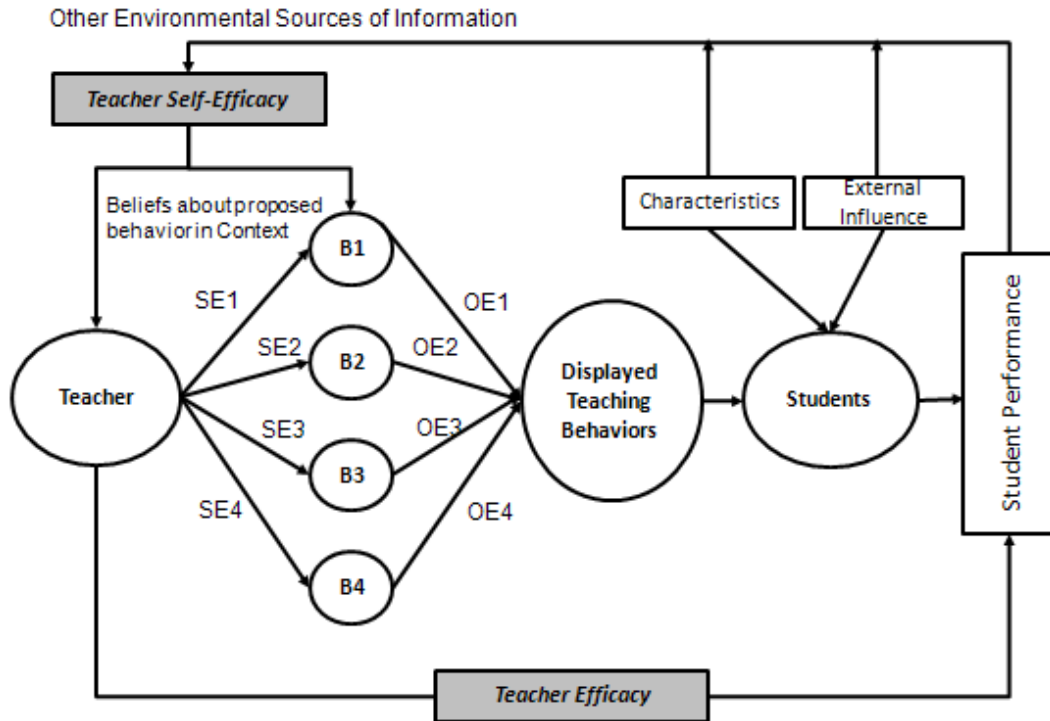 Other Environmental Sources of Information
Teacher Self-Efficacy
Beliefs about proposed
behavior in Context
Characteristics
External
Influence
B1
SE1
OE1
SE2
B2
OE2
Teacher
Displayed
Teaching
Behaviors
Students
Student Performance
SE3
B3
OE3
SE4
OE4
B4
Teacher Efficacy